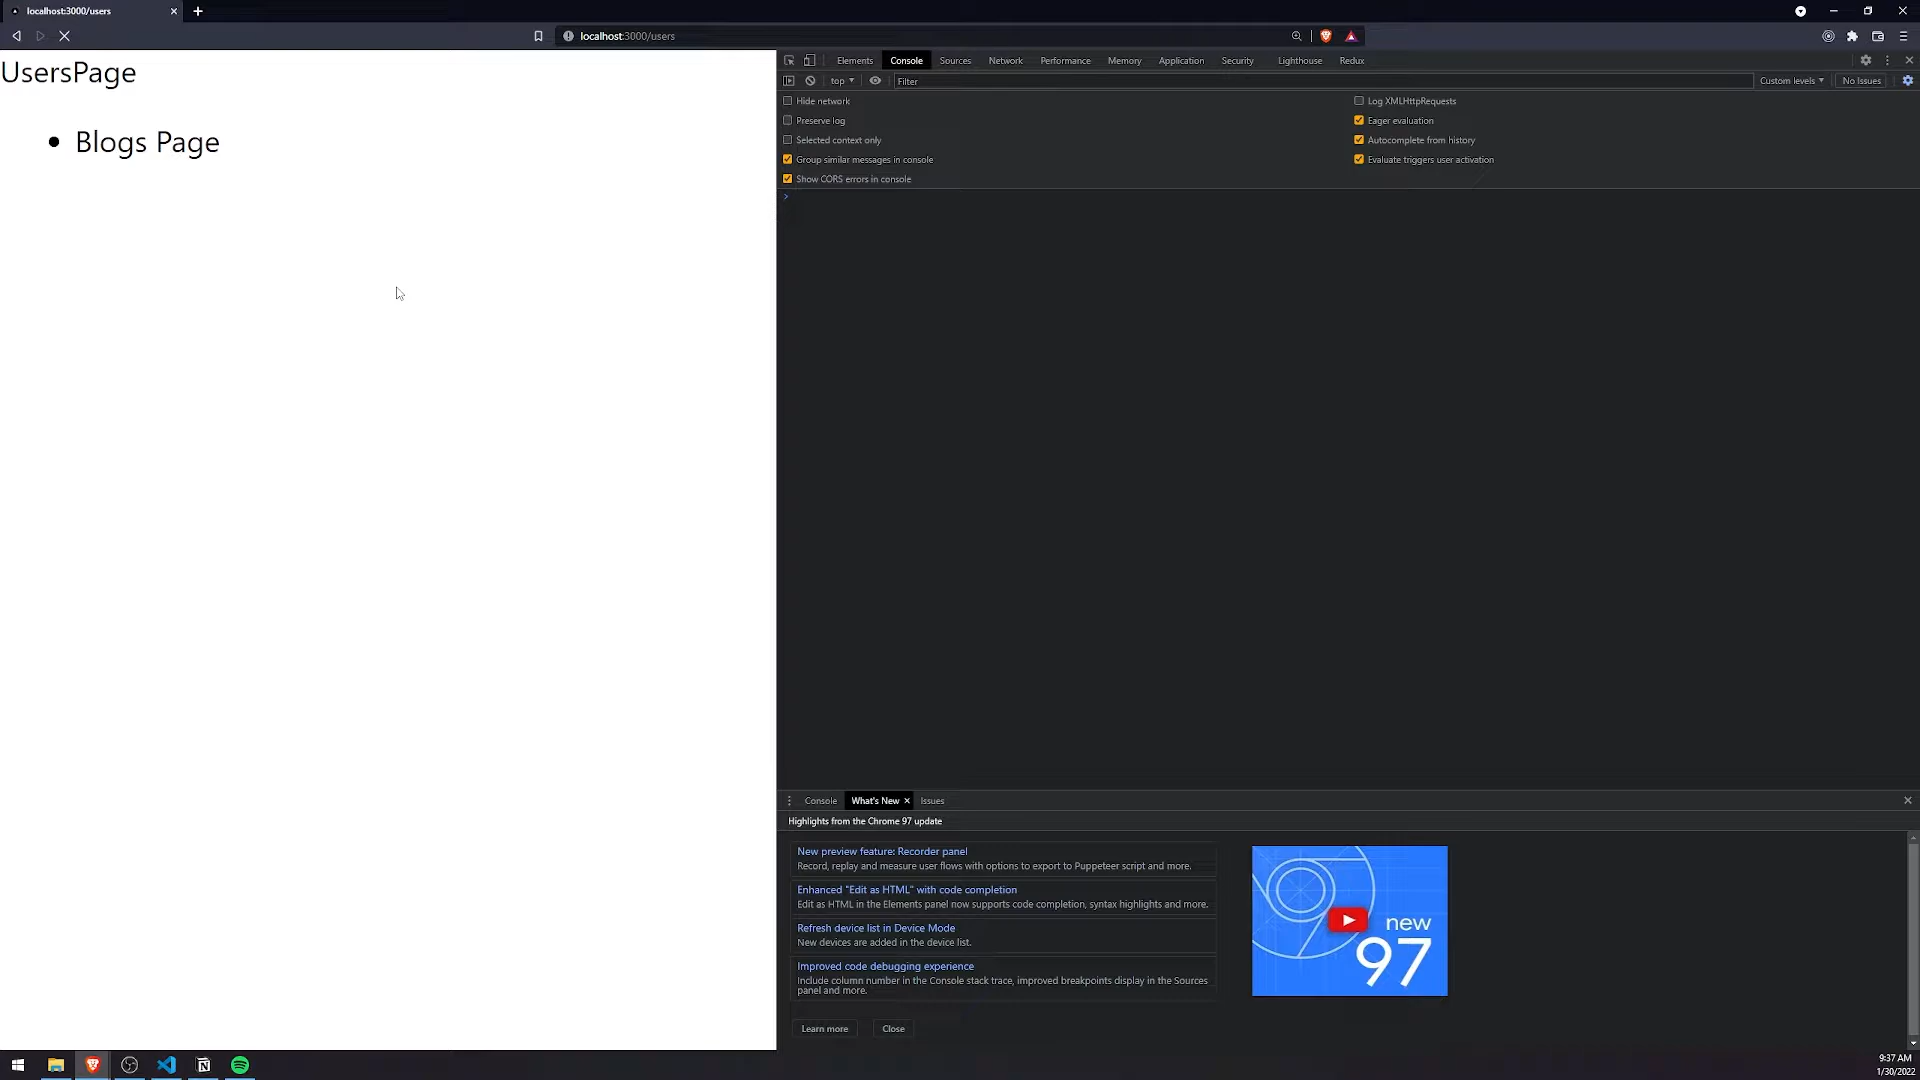 localhost:3000/users
localhost:3000/users
UsersPage
Blogs Page
Elements Console Sources Network Performance Memory Application Security Lighthouse Redux
top Filter Custom levels No Issues
Hide network Log XMLHttpRequests
Preserve log Eager evaluation
Selected context only Autocomplete from history
Group similar messages in console Evaluate triggers user activation
Show CORS errors in console
Console What's New Issues
Highlights from the Chrome 97 update
New preview feature: Recorder panel
Record, replay and measure user flows with options to export to Puppeteer script and more.
Enhanced "Edit as HTML" with code completion
Edit as HTML in the Elements panel now supports code completion, syntax highlights and more.
Refresh device list in Device Mode
New devices are added in the device list.
Improved code debugging experience
Include column number in the Console stack trace, improved breakpoints display in the Sources
panel and more.
new
97
Learn more Close
9:37 AM
1/30/2022